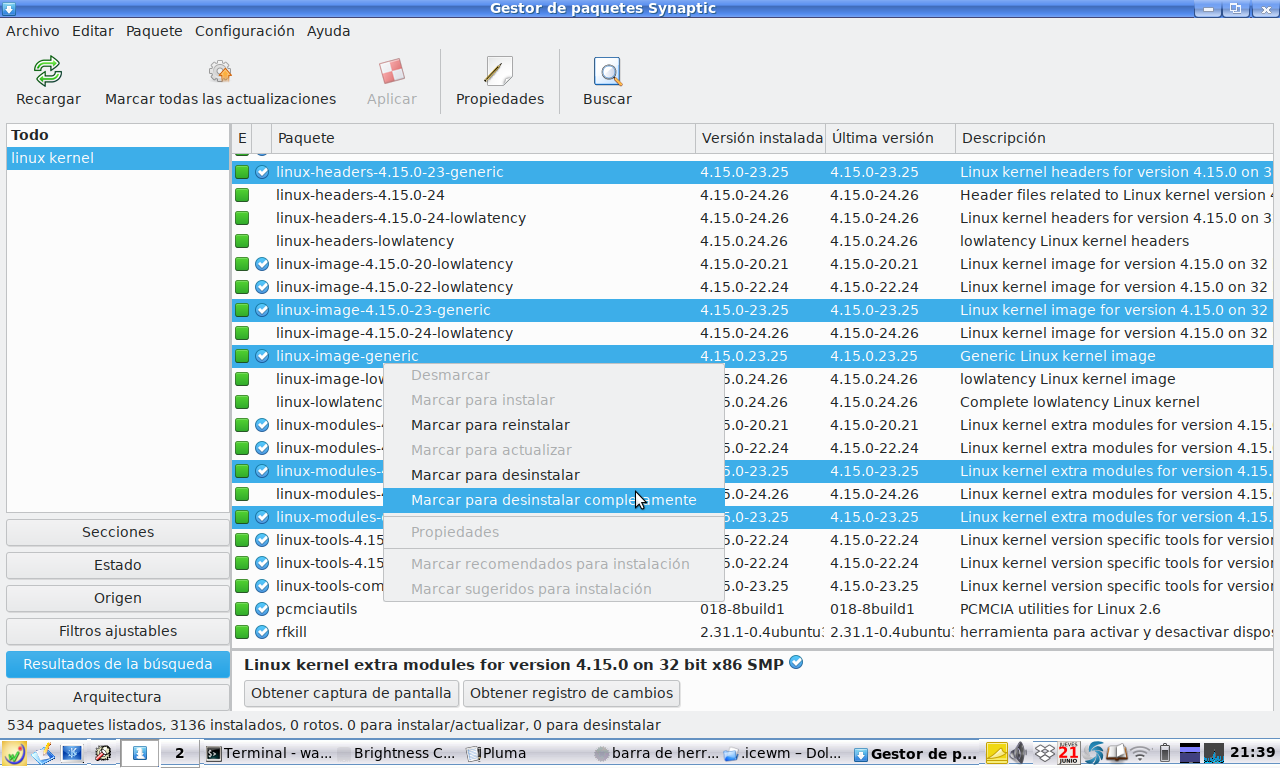 Gestor de paquetes Synaptic
Archivo Editar Paquete Configuración Ayuda
Recargar Marcar todas las actualizaciones Aplicar Propiedades Buscar
Todo
linux kernel
E Paquete Versión instalada Última versión Descripción
linux-headers-4.15.0-23-generic 4.15.0-23.25 4.15.0-23.25 Linux kernel headers for version 4.15.0 on 3
linux-headers-4.15.0-24 4.15.0-24.26 4.15.0-24.26 Header files related to Linux kernel version
linux-headers-4.15.0-24-lowlatency 4.15.0-24.26 4.15.0-24.26 Linux kernel headers for version 4.15.0 on 3
linux-headers-lowlatency 4.15.0.24.26 4.15.0.24.26 lowlatency Linux kernel headers
linux-image-4.15.0-20-lowlatency 4.15.0-20.21 4.15.0-20.21 Linux kernel image for version 4.15.0 on 32
linux-image-4.15.0-22-lowlatency 4.15.0-22.24 4.15.0-22.24 Linux kernel image for version 4.15.0 on 32
linux-image-4.15.0-23-generic 4.15.0-23.25 4.15.0-23.25 Linux kernel image for version 4.15.0 on 32
linux-image-4.15.0-24-lowlatency 4.15.0-24.26 4.15.0-24.26 Linux kernel image for version 4.15.0 on 32
linux-image-generic 4.15.0.23.25 4.15.0.23.25 Generic Linux kernel image
linux-image-low 5.0.24.26 4.15.0.24.26 lowlatency Linux kernel image
linux-lowlatenc 5.0.24.26 4.15.0.24.26 Complete lowlatency Linux kernel
linux-modules- 5.0-20.21 4.15.0-20.21 Linux kernel extra modules for version 4.15.
linux-modules- 5.0-22.24 4.15.0-22.24 Linux kernel extra modules for version 4.15.
linux-modules- 5.0-23.25 4.15.0-23.25 Linux kernel extra modules for version 4.15.
linux-modules- 5.0-24.26 4.15.0-24.26 Linux kernel extra modules for version 4.15.
linux-modules- 5.0-23.25 4.15.0-23.25 Linux kernel extra modules for version 4.15.
linux-tools-4.15 5.0-22.24 4.15.0-22.24 Linux kernel version specific tools for version
linux-tools-4.15 5.0-22.24 4.15.0-22.24 Linux kernel version specific tools for version
linux-tools-com 5.0-23.25 4.15.0-23.25 Linux kernel version specific tools for version
pcmciautils 018-8build1 018-8build1 PCMCIA utilities for Linux 2.6
rfkill 2.31.1-0.4ubuntu 2.31.1-0.4ubuntu herramienta para activar y desactivar dispos
Desmarcar
Marcar para instalar
Marcar para reinstalar
Marcar para actualizar
Marcar para desinstalar
Marcar para desinstalar completamente
Propiedades
Marcar recomendados para instalación
Marcar sugeridos para instalación
Secciones
Estado
Origen
Filtros ajustables
Resultados de la búsqueda
Arquitectura
Linux kernel extra modules for version 4.15.0 on 32 bit x86 SMP
Obtener captura de pantalla Obtener registro de cambios
534 paquetes listados, 3136 instalados, 0 rotos. 0 para instalar/actualizar, 0 para desinstalar
2 Terminal - wa... Brightness C... Pluma barra de herr... .icewm – Dol... Gestor de p... JUEVES 21 JUNIO 21:39